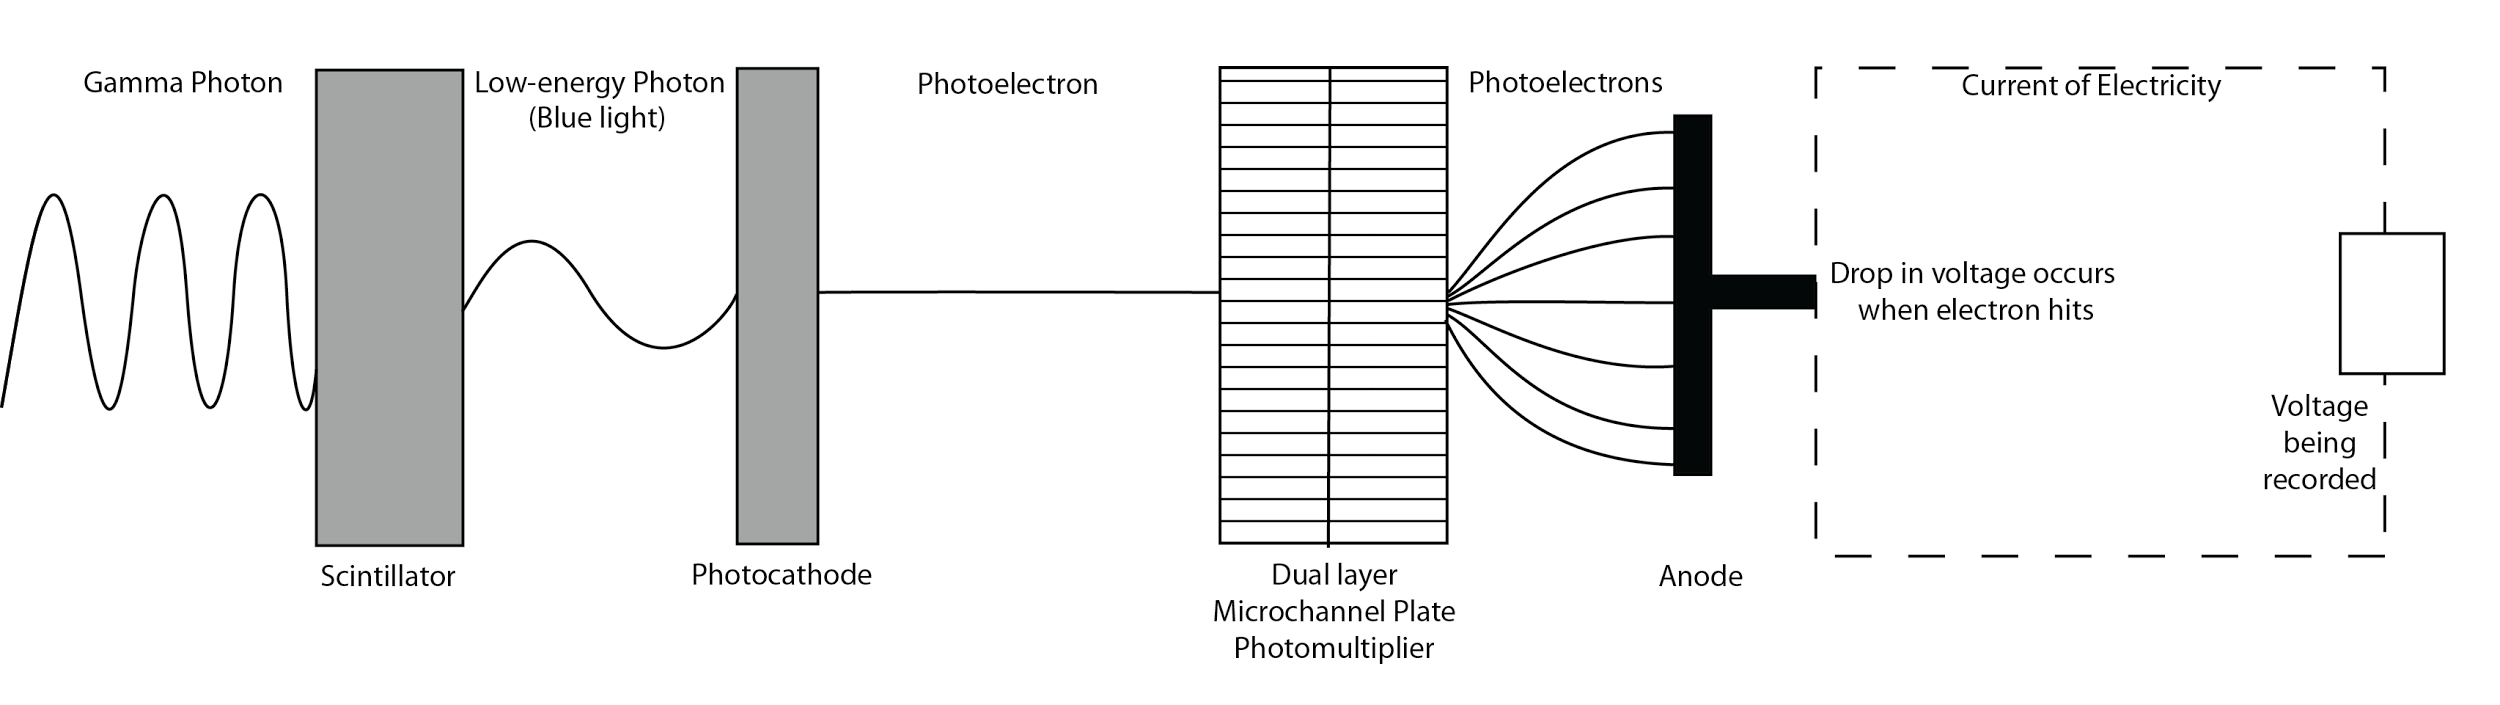 Gamma Photon
Low-energy Photon
(Blue light)
Photoelectron
Photoelectrons
Current of Electricity
Drop in voltage occurs
when electron hits
Voltage
being
recorded
Scintillator
Photocathode
Dual layer
Microchannel Plate
Photomultiplier
Anode